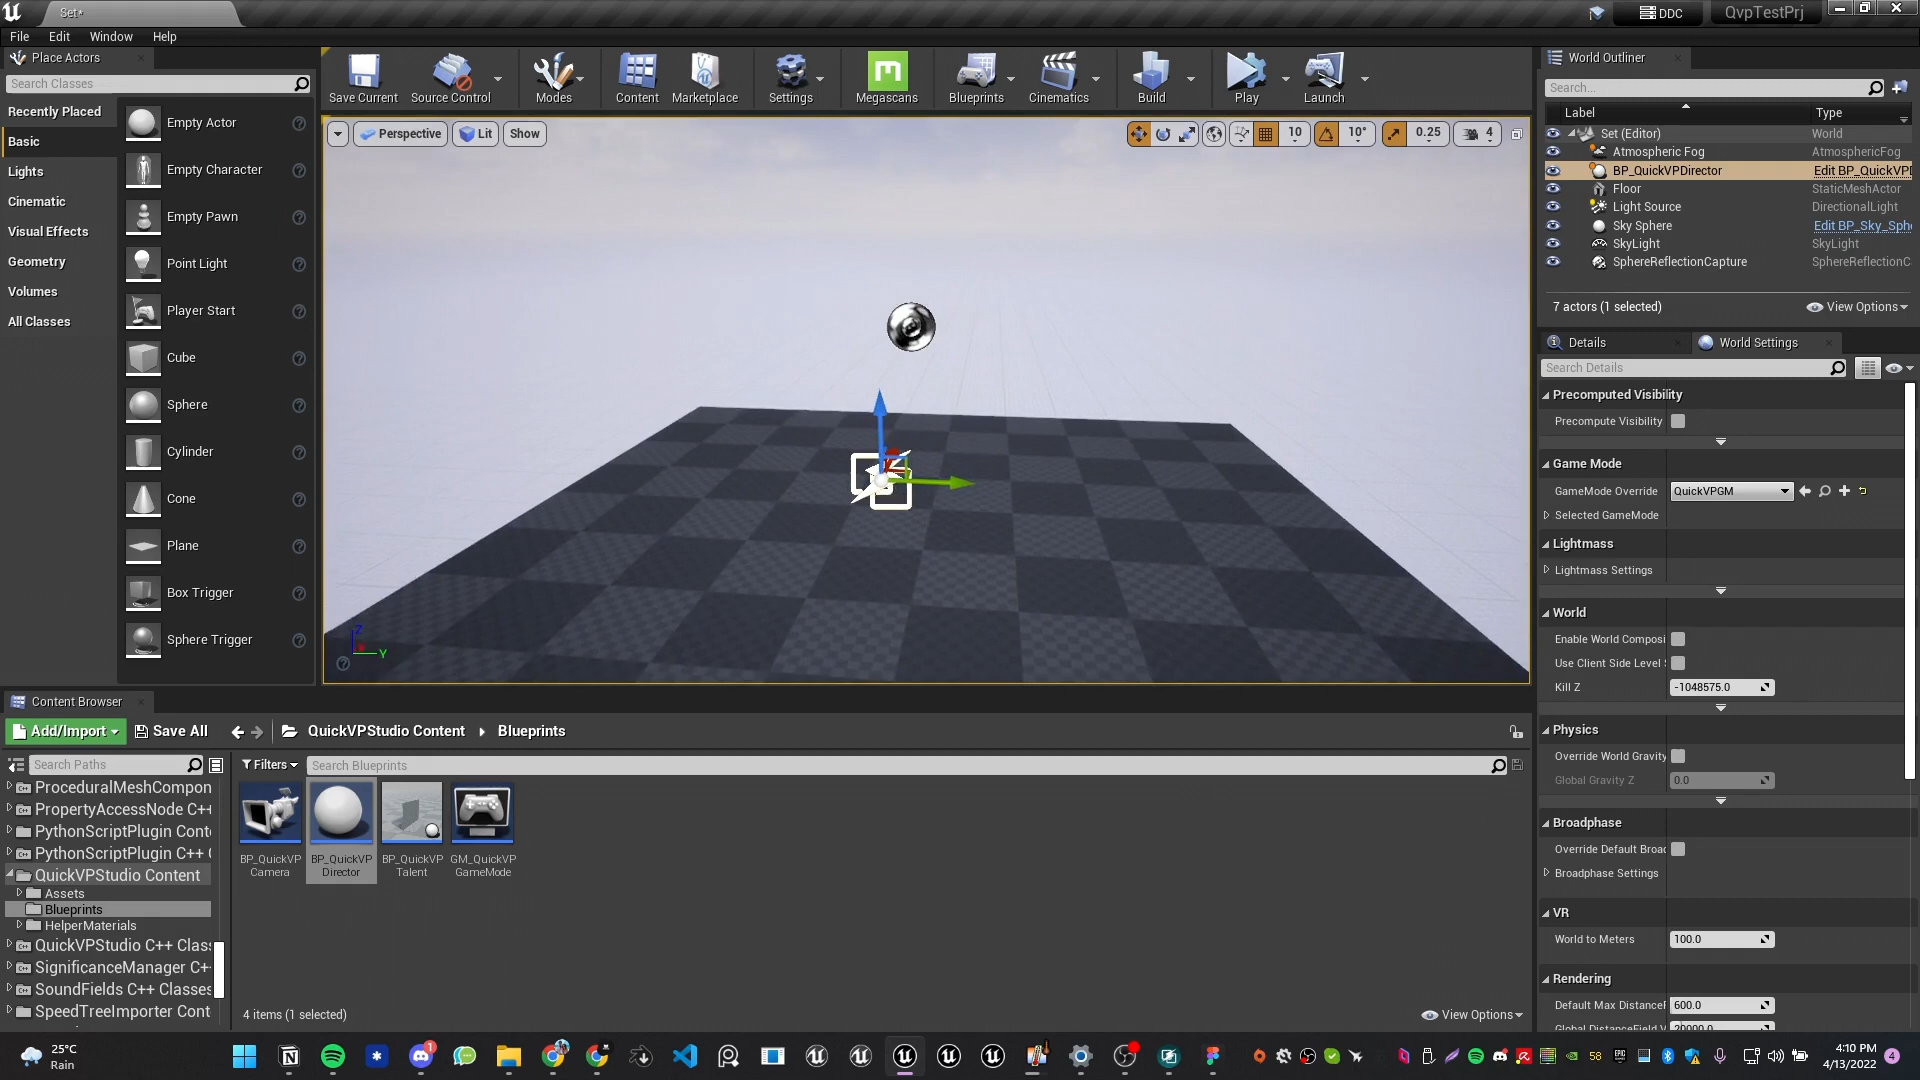 Set*
DDC
QvpTestPrj
File Edit Window Help
Place Actors
Search Classes
Recently Placed
Basic
Lights
Cinematic
Visual Effects
Geometry
Volumes
All Classes
Empty Actor
Empty Character
Empty Pawn
Point Light
Player Start
Cube
Sphere
Cylinder
Cone
Plane
Box Trigger
Sphere Trigger
Save Current
Source Control
Modes
Content
Marketplace
Settings
Megascans
Blueprints
Cinematics
Build
Play
Launch
Perspective
Lit
Show
10
10°
0.25
4
Z
Y
World Outliner
Search...
Label Type
Set (Editor) World
Atmospheric Fog AtmosphericFog
BP_QuickVPDirector Edit BP_QuickVPD
Floor StaticMeshActor
Light Source DirectionalLight
Sky Sphere Edit BP_Sky_Sphe
SkyLight SkyLight
SphereReflectionCapture SphereReflectionC
7 actors (1 selected)
View Options
Details
World Settings
Search Details
Precomputed Visibility
Precompute Visibility
Game Mode
GameMode Override QuickVPGM
Selected GameMode
Lightmass
Lightmass Settings
World
Enable World Composi
Use Client Side Level
Kill Z -1048575.0
Physics
Override World Gravity
Global Gravity Z 0.0
Broadphase
Override Default Broad
Broadphase Settings
VR
World to Meters 100.0
Rendering
Default Max DistanceF 600.0
Global DistanceField V 20000.0
Content Browser
Add/Import
Save All
QuickVPStudio Content
Blueprints
Search Paths
Filters
Search Blueprints
ProceduralMeshCompon
PropertyAccessNode C++
PythonScriptPlugin Conte
PythonScriptPlugin C++
QuickVPStudio Content
Assets
Blueprints
HelperMaterials
QuickVPStudio C++ Class
SignificanceManager C+
SoundFields C++ Classes
SpeedTreeImporter Cont
BP_QuickVP
Camera
BP_QuickVP
Director
BP_QuickVP
Talent
GM_QuickVP
GameMode
4 items (1 selected)
View Options
25°C
Rain
1
58
4:10 PM
4/13/2022
4